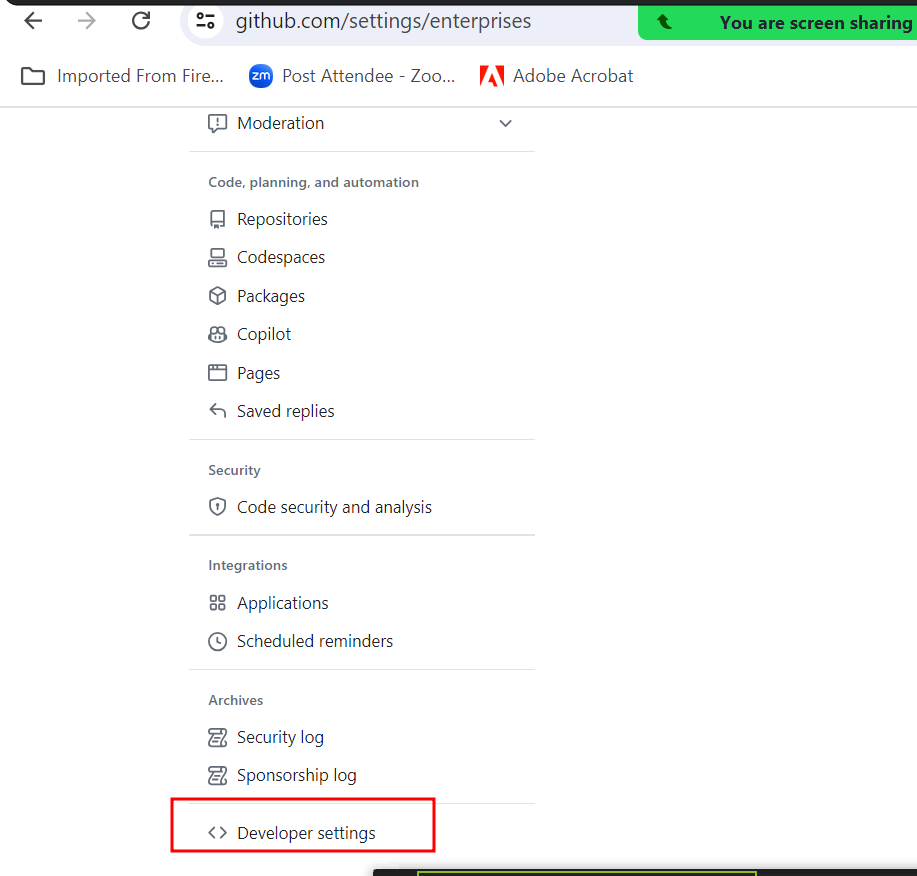 github.com/settings/enterprises
You are screen sharing
Imported From Fire...
zm
Post Attendee - Zoo...
Adobe Acrobat
Moderation
Code, planning, and automation
Repositories
Codespaces
Packages
Copilot
Pages
Saved replies
Security
Code security and analysis
Integrations
Applications
Scheduled reminders
Archives
Security log
Sponsorship log
Developer settings